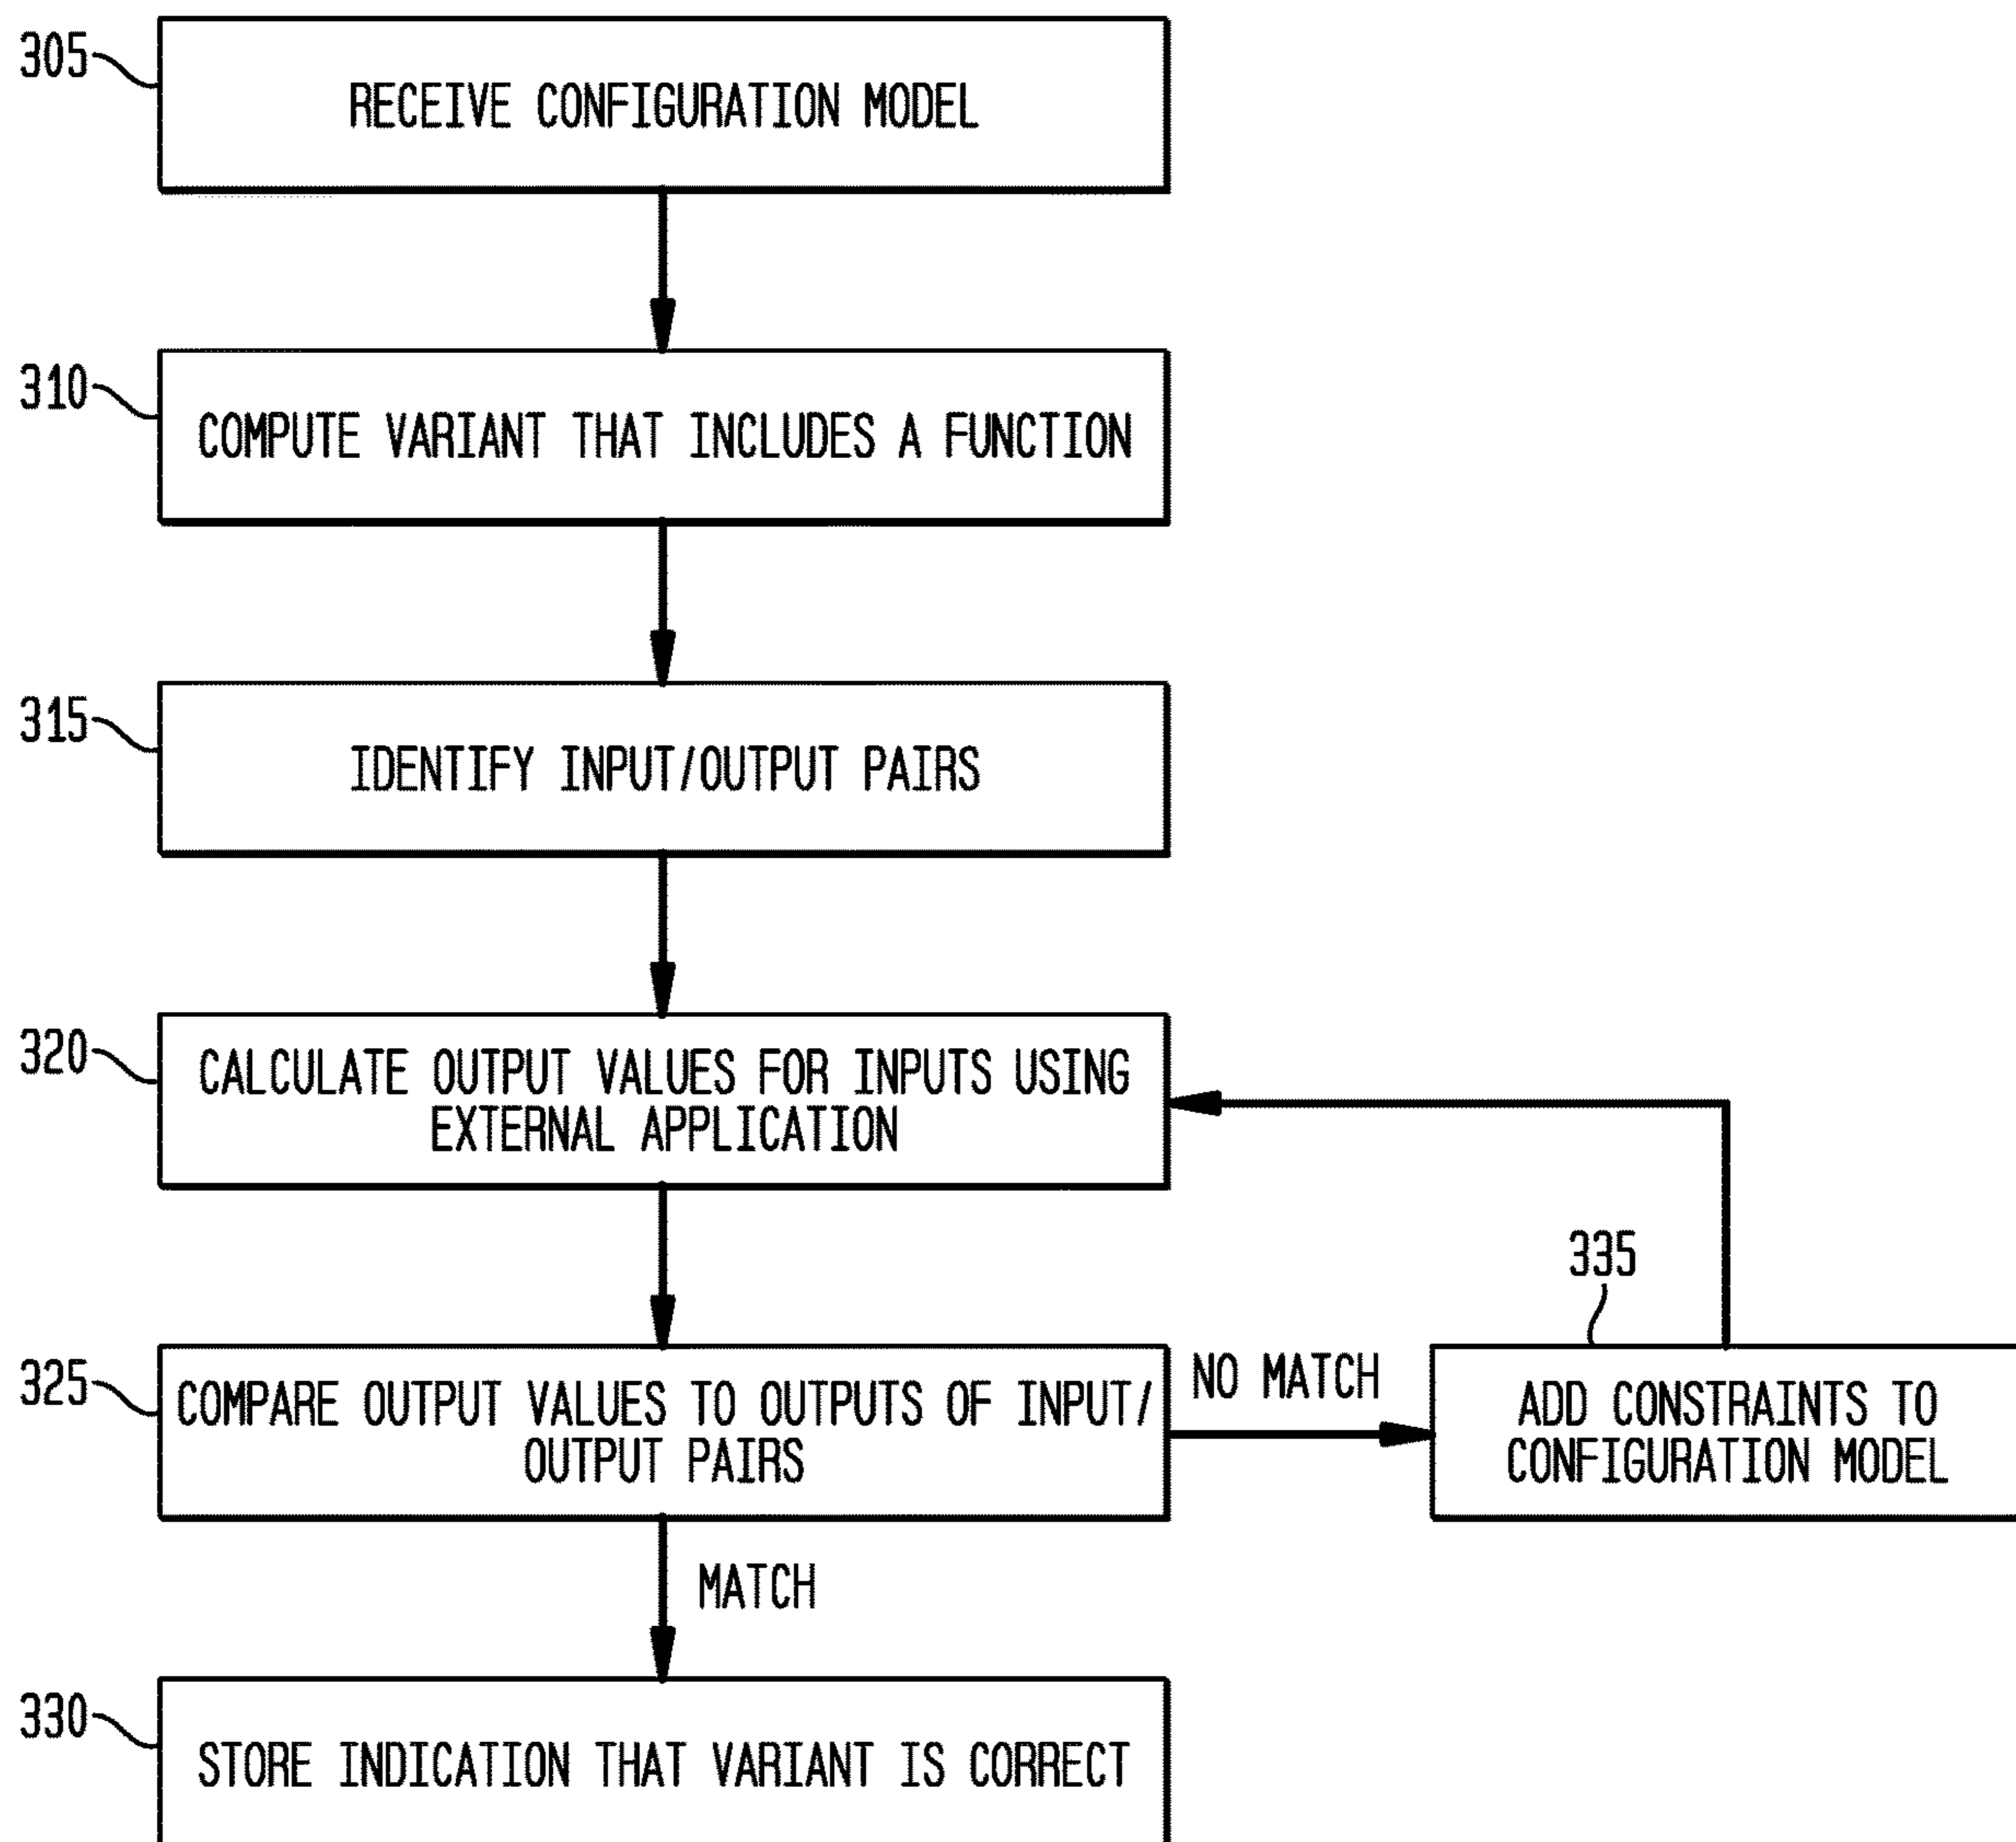 305
RECEIVE CONFIGURATION MODEL
310
COMPUTE VARIANT THAT INCLUDES A FUNCTION
315
IDENTIFY INPUT/OUTPUT PAIRS
320
CALCULATE OUTPUT VALUES FOR INPUTS USING
EXTERNAL APPLICATION
325
COMPARE OUTPUT VALUES TO OUTPUTS OF INPUT/
OUTPUT PAIRS
NO MATCH
335
ADD CONSTRAINTS TO
CONFIGURATION MODEL
MATCH
330
STORE INDICATION THAT VARIANT IS CORRECT